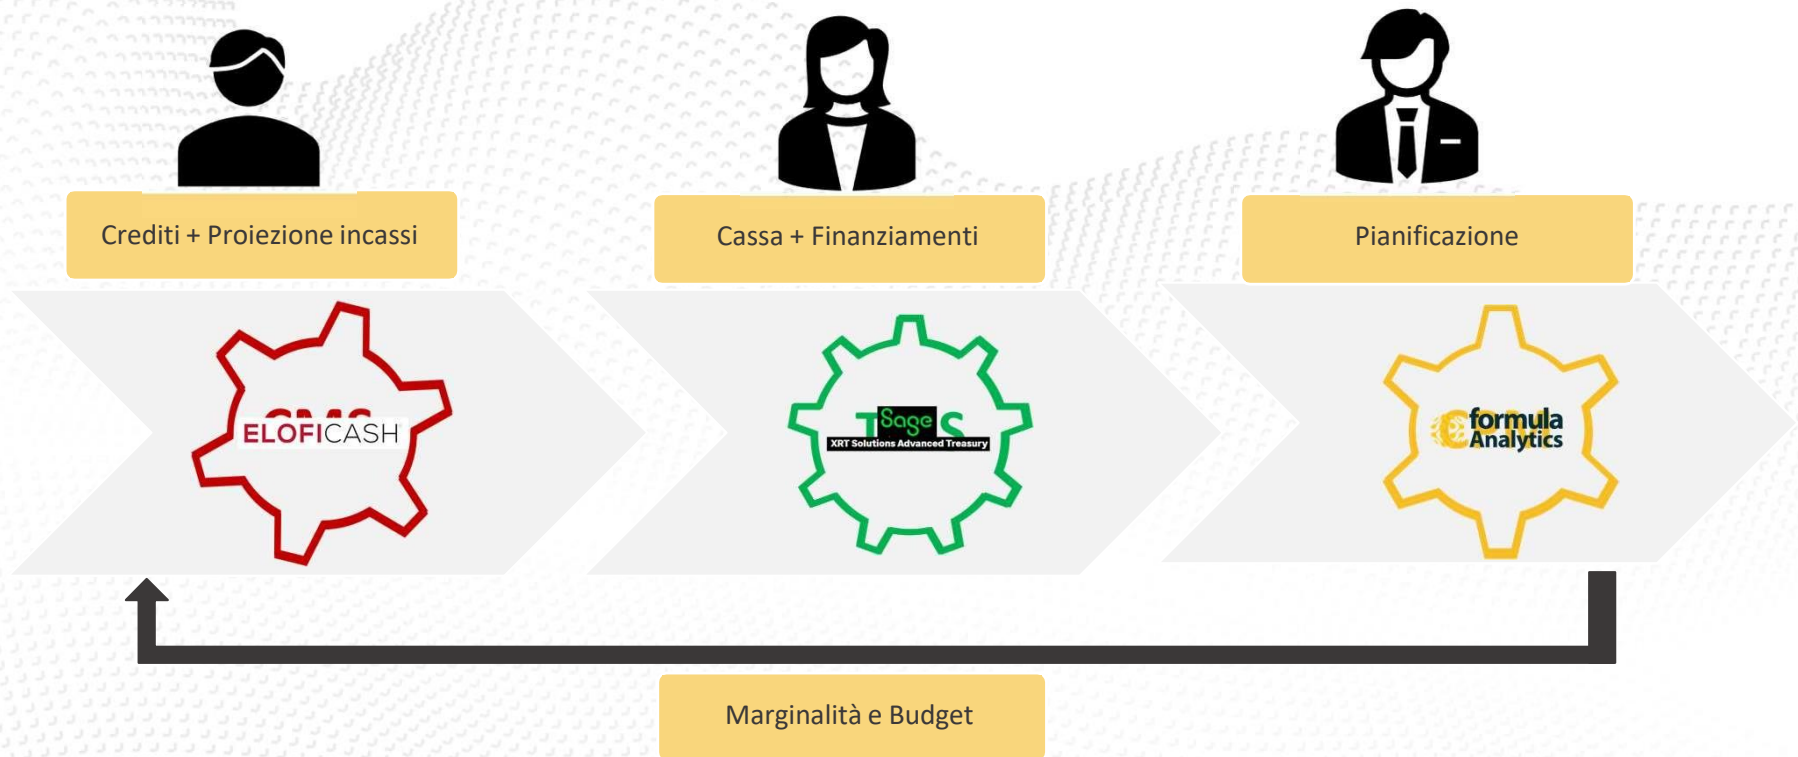 Crediti + Proiezione incassi
Cassa + Finanziamenti
Pianificazione
ELOFICASH
Sage
XRT Solutions Advanced Treasury
formula
Analytics
Marginalità e Budget